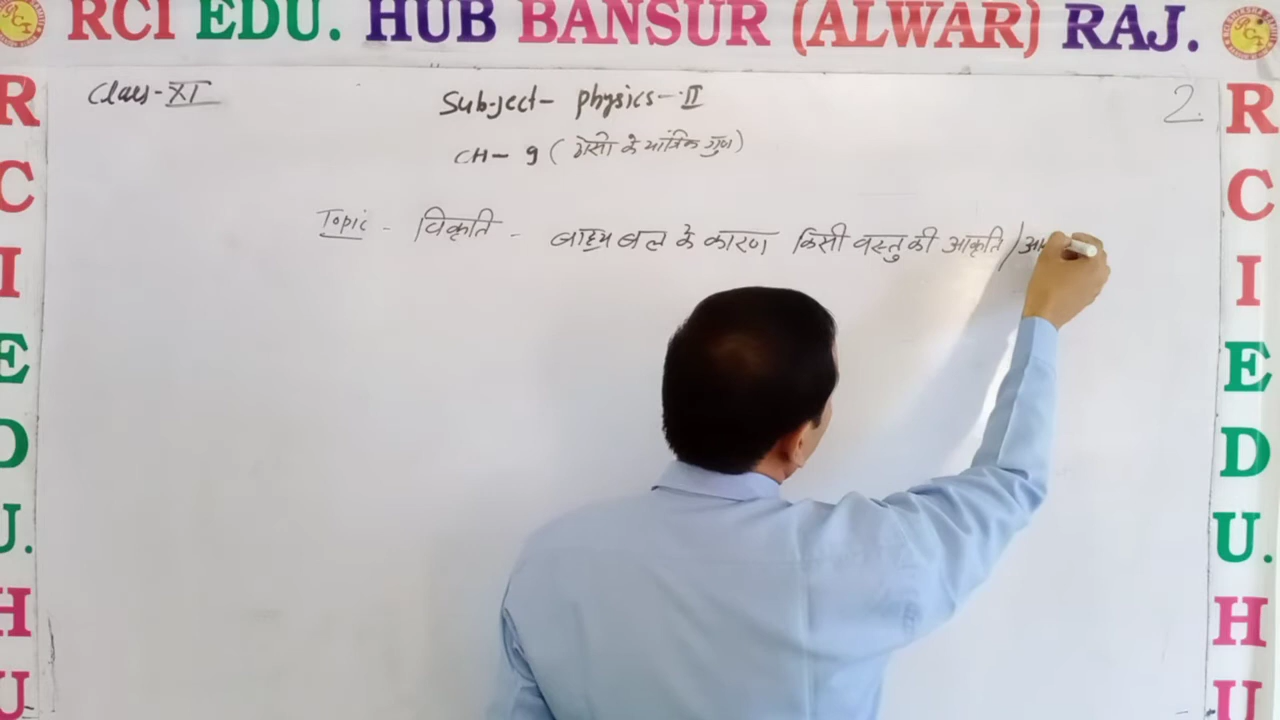 RCI EDU. HUB BANSUR (ALWAR) RAJ.
Class-XI
Subject- physics-II
2.
CH- 9 (ठोसो के यांत्रिक गुण)
Topic - विकृति - बाह्य बल के कारण किसी वस्तु की आकृति /
R C I E D U. H U
R C I E D U. H U